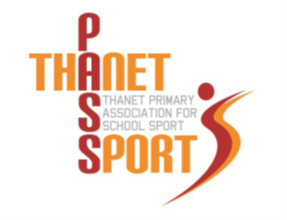 P
THANET
S
THANET PRIMARY
ASSOCIATION FOR
SCHOOL SPORT
SPORT